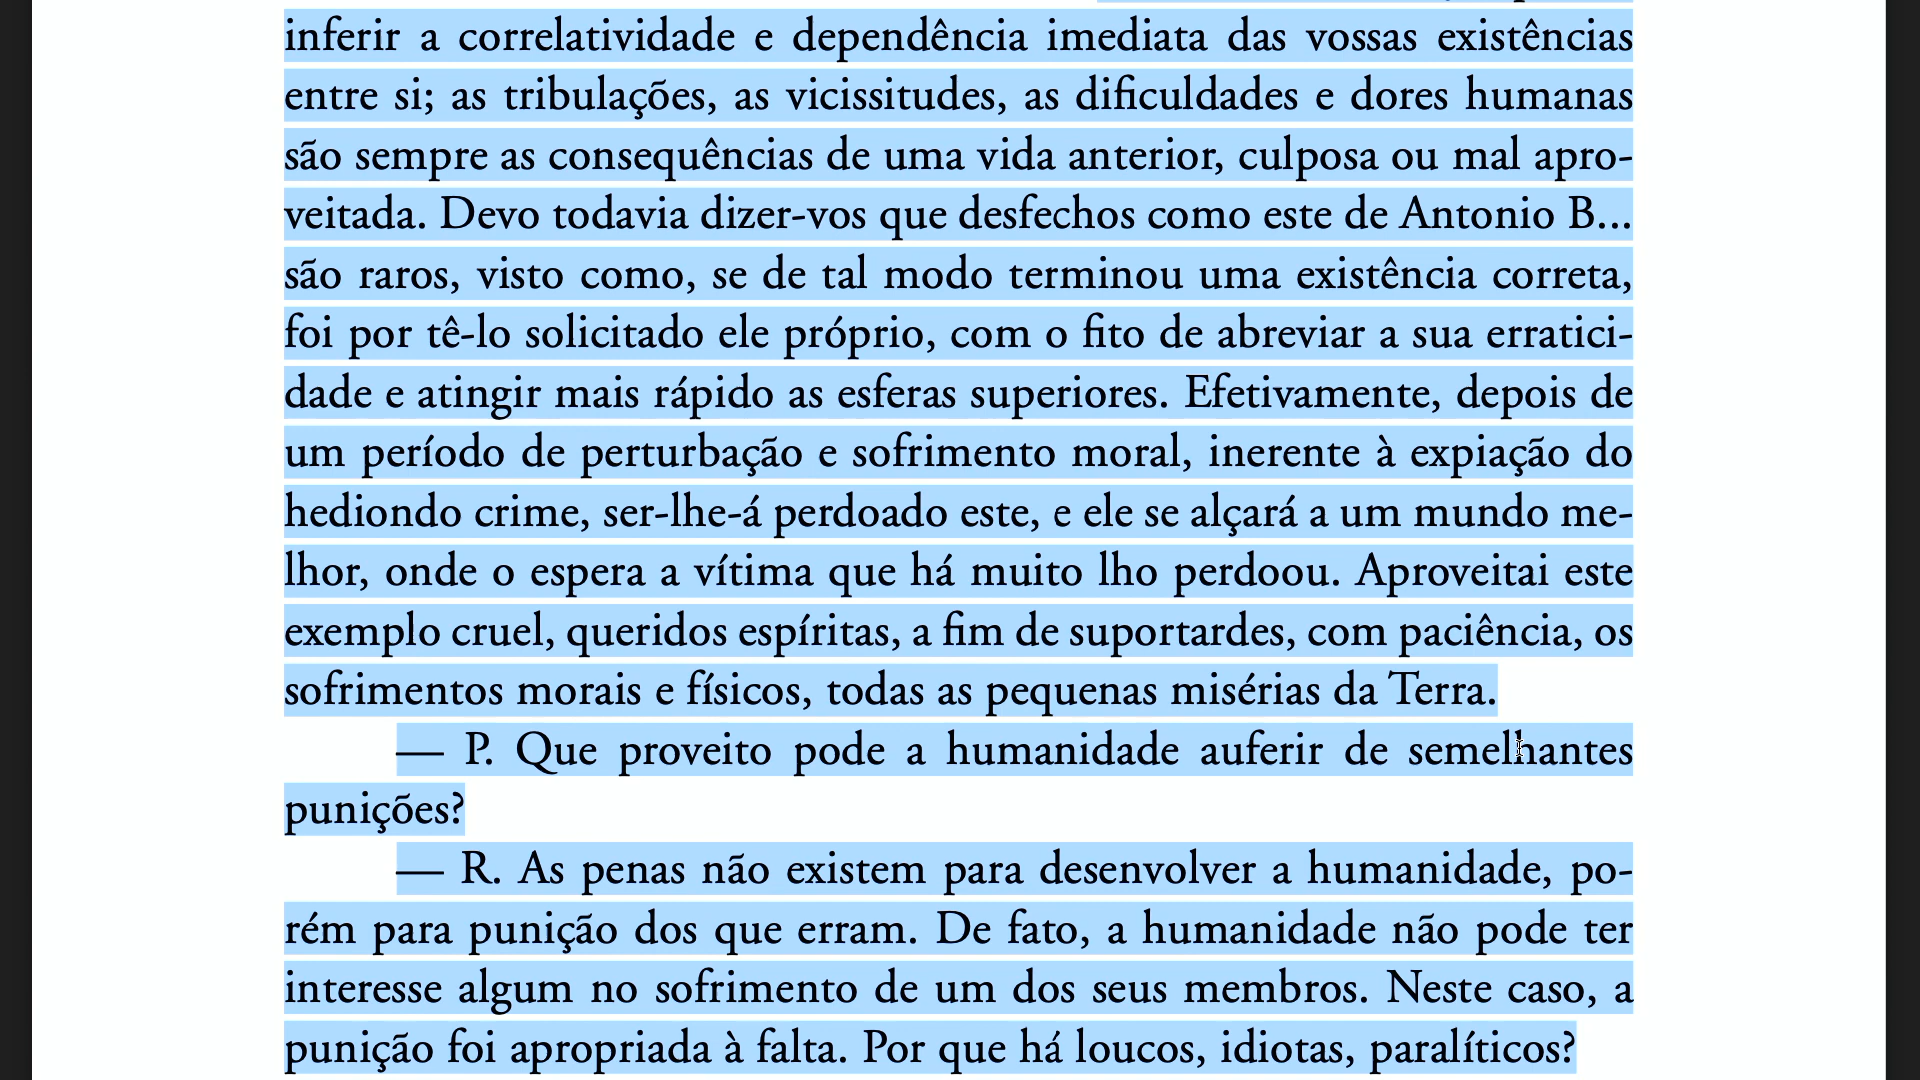 inferir a correlatividade e dependência imediata das vossas existências
entre si; as tribulações, as vicissitudes, as dificuldades e dores humanas
são sempre as consequências de uma vida anterior, culposa ou mal apro-
veitada. Devo todavia dizer-vos que desfechos como este de Antonio B...
são raros, visto como, se de tal modo terminou uma existência correta,
foi por tê-lo solicitado ele próprio, com o fito de abreviar a sua erratici-
dade e atingir mais rápido as esferas superiores. Efetivamente, depois de
um período de perturbação e sofrimento moral, inerente à expiação do
hediondo crime, ser-lhe-á perdoado este, e ele se alçará a um mundo me-
lhor, onde o espera a vítima que há muito lho perdoou. Aproveitai este
exemplo cruel, queridos espíritas, a fim de suportardes, com paciência, os
sofrimentos morais e físicos, todas as pequenas misérias da Terra.
— P. Que proveito pode a humanidade auferir de semelhantes
punições?
— R. As penas não existem para desenvolver a humanidade, po-
rém para punição dos que erram. De fato, a humanidade não pode ter
interesse algum no sofrimento de um dos seus membros. Neste caso, a
punição foi apropriada à falta. Por que há loucos, idiotas, paralíticos?